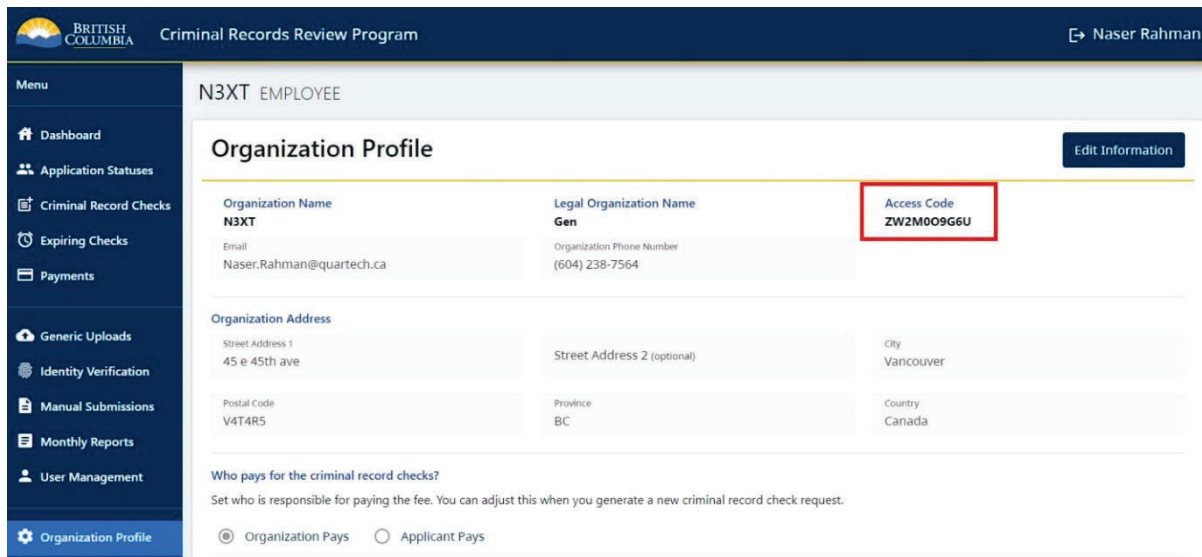 BRITISH
COLUMBIA
Criminal Records Review Program
Naser Rahman
Menu
Dashboard
Application Statuses
Criminal Record Checks
Expiring Checks
Payments
Generic Uploads
Identity Verification
Manual Submissions
Monthly Reports
User Management
Organization Profile
N3XT EMPLOYEE
Organization Profile
Edit Information
Organization Name
N3XT
Legal Organization Name
Gen
Access Code
ZW2M0O9G6U
Email
Naser.Rahman@quartech.ca
Organization Phone Number
(604) 238-7564
Organization Address
Street Address 1
45 e 45th ave
Street Address 2 (optional)
City
Vancouver
Postal Code
V4T4R5
Province
BC
Country
Canada
Who pays for the criminal record checks?
Set who is responsible for paying the fee. You can adjust this when you generate a new criminal record check request.
Organization Pays
Applicant Pays